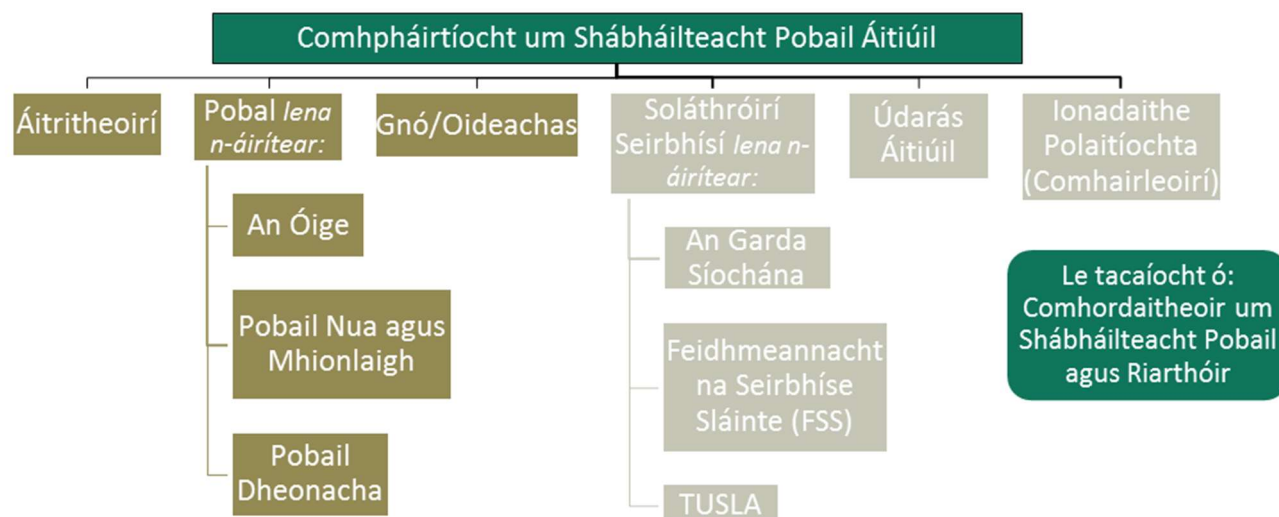 Comhpháirtíocht um Shábháilteacht Pobail Áitiúil
Áitritheoirí
Pobal lena
n-áirítear:
An Óige
Pobail Nua agus
Mhionlaigh
Pobail
Dheonacha
Gnó/Oideachas
Soláthróirí
Seirbhísí lena n-
áirítear:
An Garda
Síochána
Feidhmeannacht
na Seirbhíse
Sláinte (FSS)
TUSLA
Údarás
Áitiúil
Ionadaithe
Polaitíochta
(Comhairleoirí)
Le tacaíocht ó:
Comhordaitheoir um
Shábháilteacht Pobail
agus Riarthóir